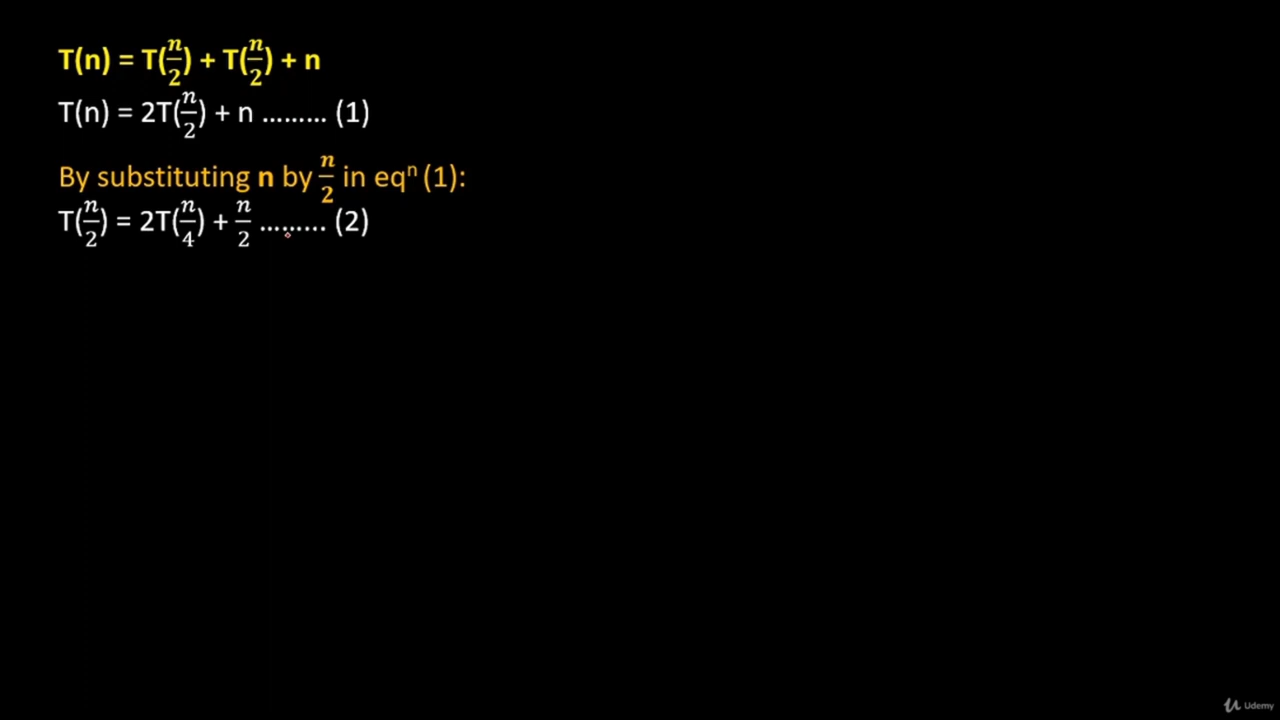 T(n) = T(n/2) + T(n/2) + n
T(n) = 2T(n/2) + n ......... (1)
By substituting n by n/2 in eqⁿ (1):
T(n/2) = 2T(n/4) + n/2 ......... (2)
Udemy